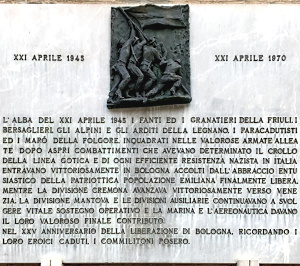 XXI APRILE 1945 XXI APRILE 1970
L'ALBA DEL XXI APRILE 1945 I FANTI ED I GRANATIERI DELLA FRIULI, I
BERSAGLIERI, GLI ALPINI E GLI ARDITI DELLA LEGNANO, I PARACADUTISTI
ED I MARÒ DELLA FOLGORE, INQUADRATI NELLE VALOROSE ARMATE ALLEA
TE DOPO ASPRI COMBATTIMENTI CHE AVEVANO DETERMINATO IL CROLLO
DELLA LINEA GOTICA E DI OGNI EFFICIENTE RESISTENZA NAZISTA IN ITALIA
ENTRAVANO VITTORIOSAMENTE IN BOLOGNA ACCOLTI DALL'ABBRACCIO ENTU
SIASTICO DELLA PATRIOTTICA POPOLAZIONE EMILIANA FINALMENTE LIBERA,
MENTRE LA DIVISIONE CREMONA AVANZAVA VITTORIOSAMENTE VERSO VENE
ZIA. LA DIVISIONE MANTOVA E LE DIVISIONI AUSILIARIE CONTINUAVANO A SVOL
GERE VITALE SOSTEGNO OPERATIVO E LA MARINA E L'AERONAUTICA DAVANO
IL LORO VALOROSO FINALE CONTRIBUTO.
NEL XXV ANNIVERSARIO DELLA LIBERAZIONE DI BOLOGNA, RICORDANDO I
LORO EROICI CADUTI, I COMMILITONI POSERO.